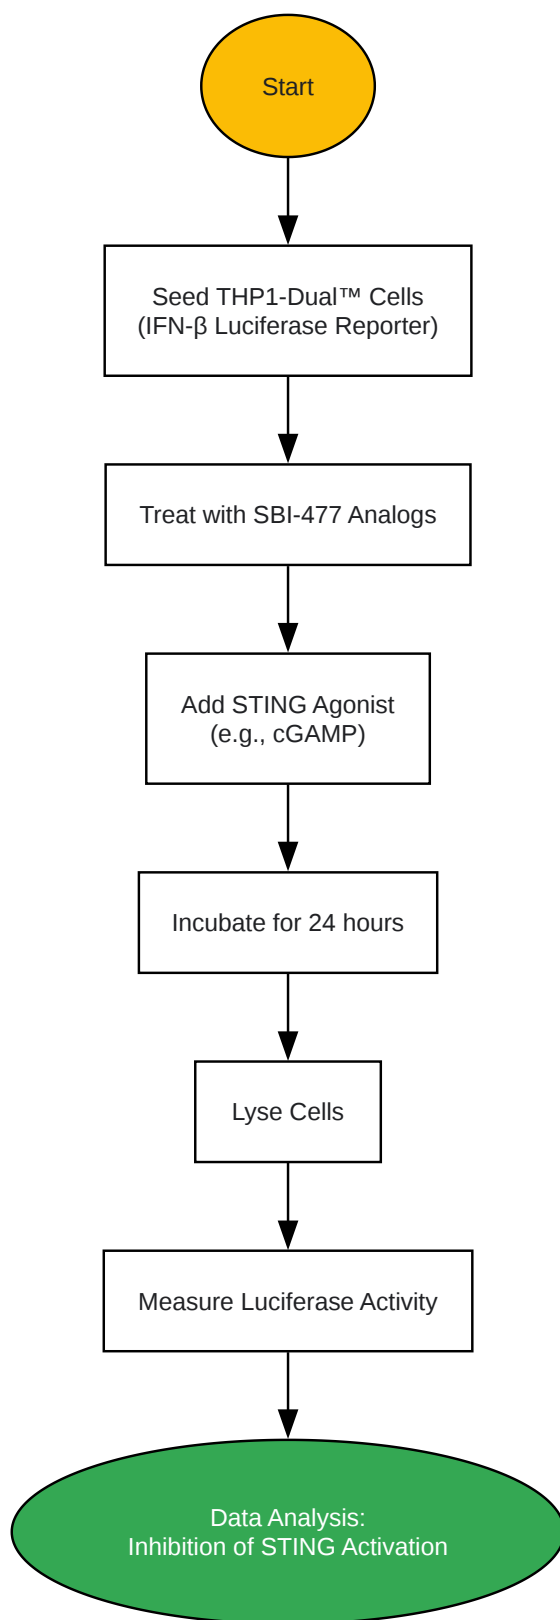 Start
Seed THP1-Dual™ Cells
(IFN-β Luciferase Reporter)
Treat with SBI-477 Analogs
Add STING Agonist
(e.g., cGAMP)
Incubate for 24 hours
Lyse Cells
Measure Luciferase Activity
Data Analysis:
Inhibition of STING Activation